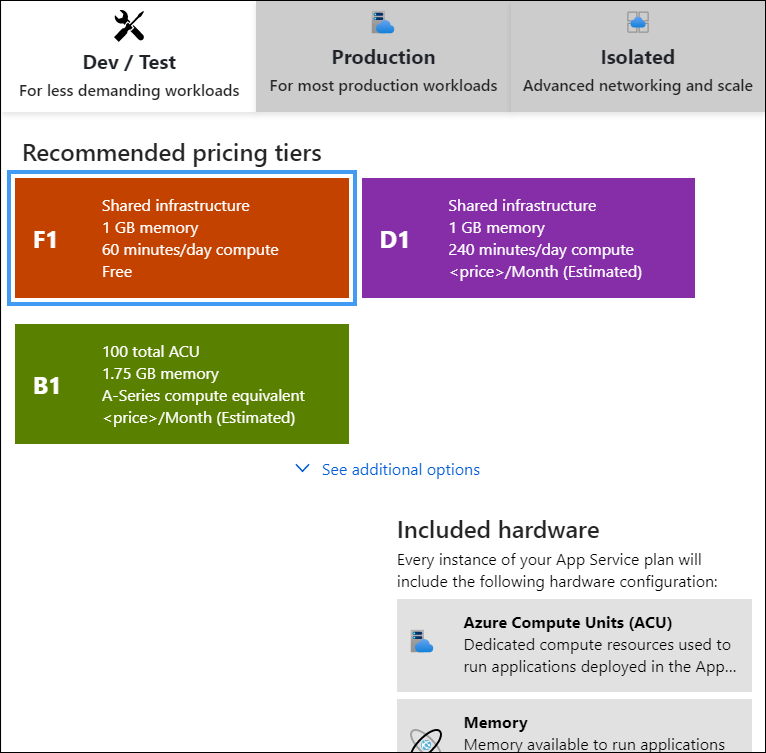 Dev / Test
For less demanding workloads
Production
For most production workloads
Isolated
Advanced networking and scale
Recommended pricing tiers
F1
Shared infrastructure
1 GB memory
60 minutes/day compute
Free
D1
Shared infrastructure
1 GB memory
240 minutes/day compute
<price>/Month (Estimated)
B1
100 total ACU
1.75 GB memory
A-Series compute equivalent
<price>/Month (Estimated)
See additional options
Included hardware
Every instance of your App Service plan will
include the following hardware configuration:
Azure Compute Units (ACU)
Dedicated compute resources used to
run applications deployed in the App...
Memory
Memory available to run applications